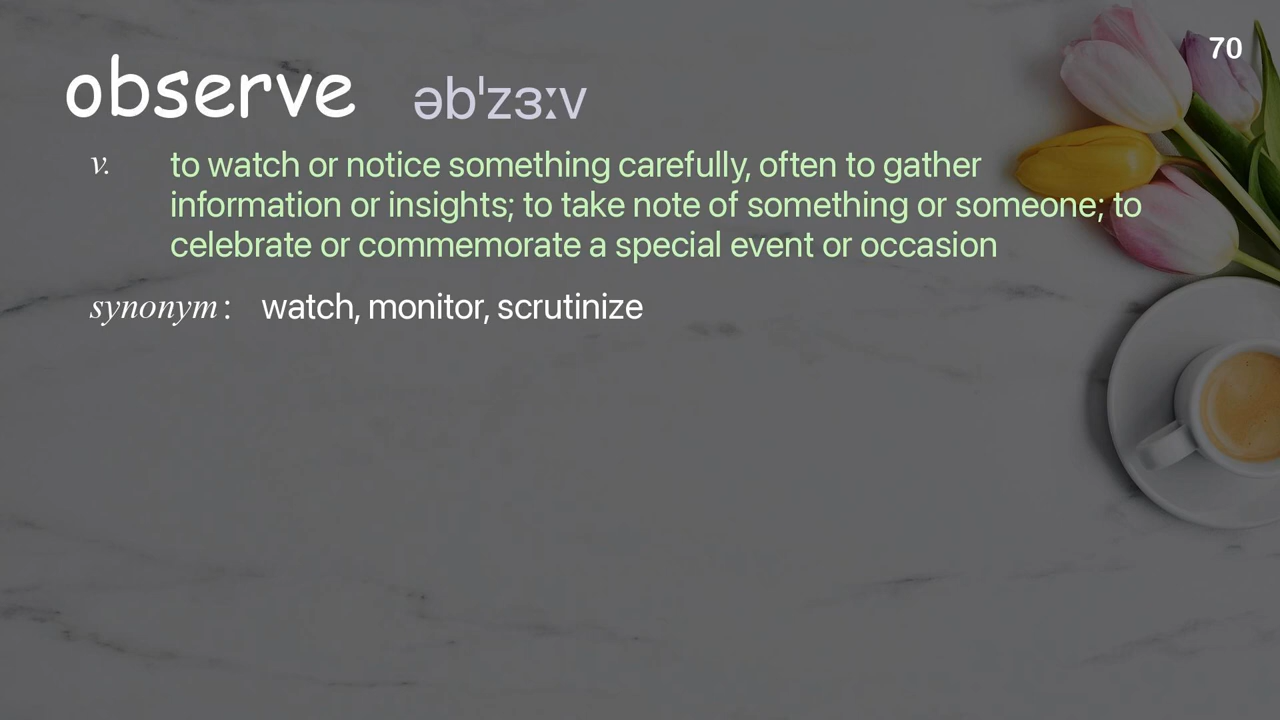 70
observe əbˈzɜːv
v. to watch or notice something carefully, often to gather
information or insights; to take note of something or someone; to
celebrate or commemorate a special event or occasion
synonym : watch, monitor, scrutinize